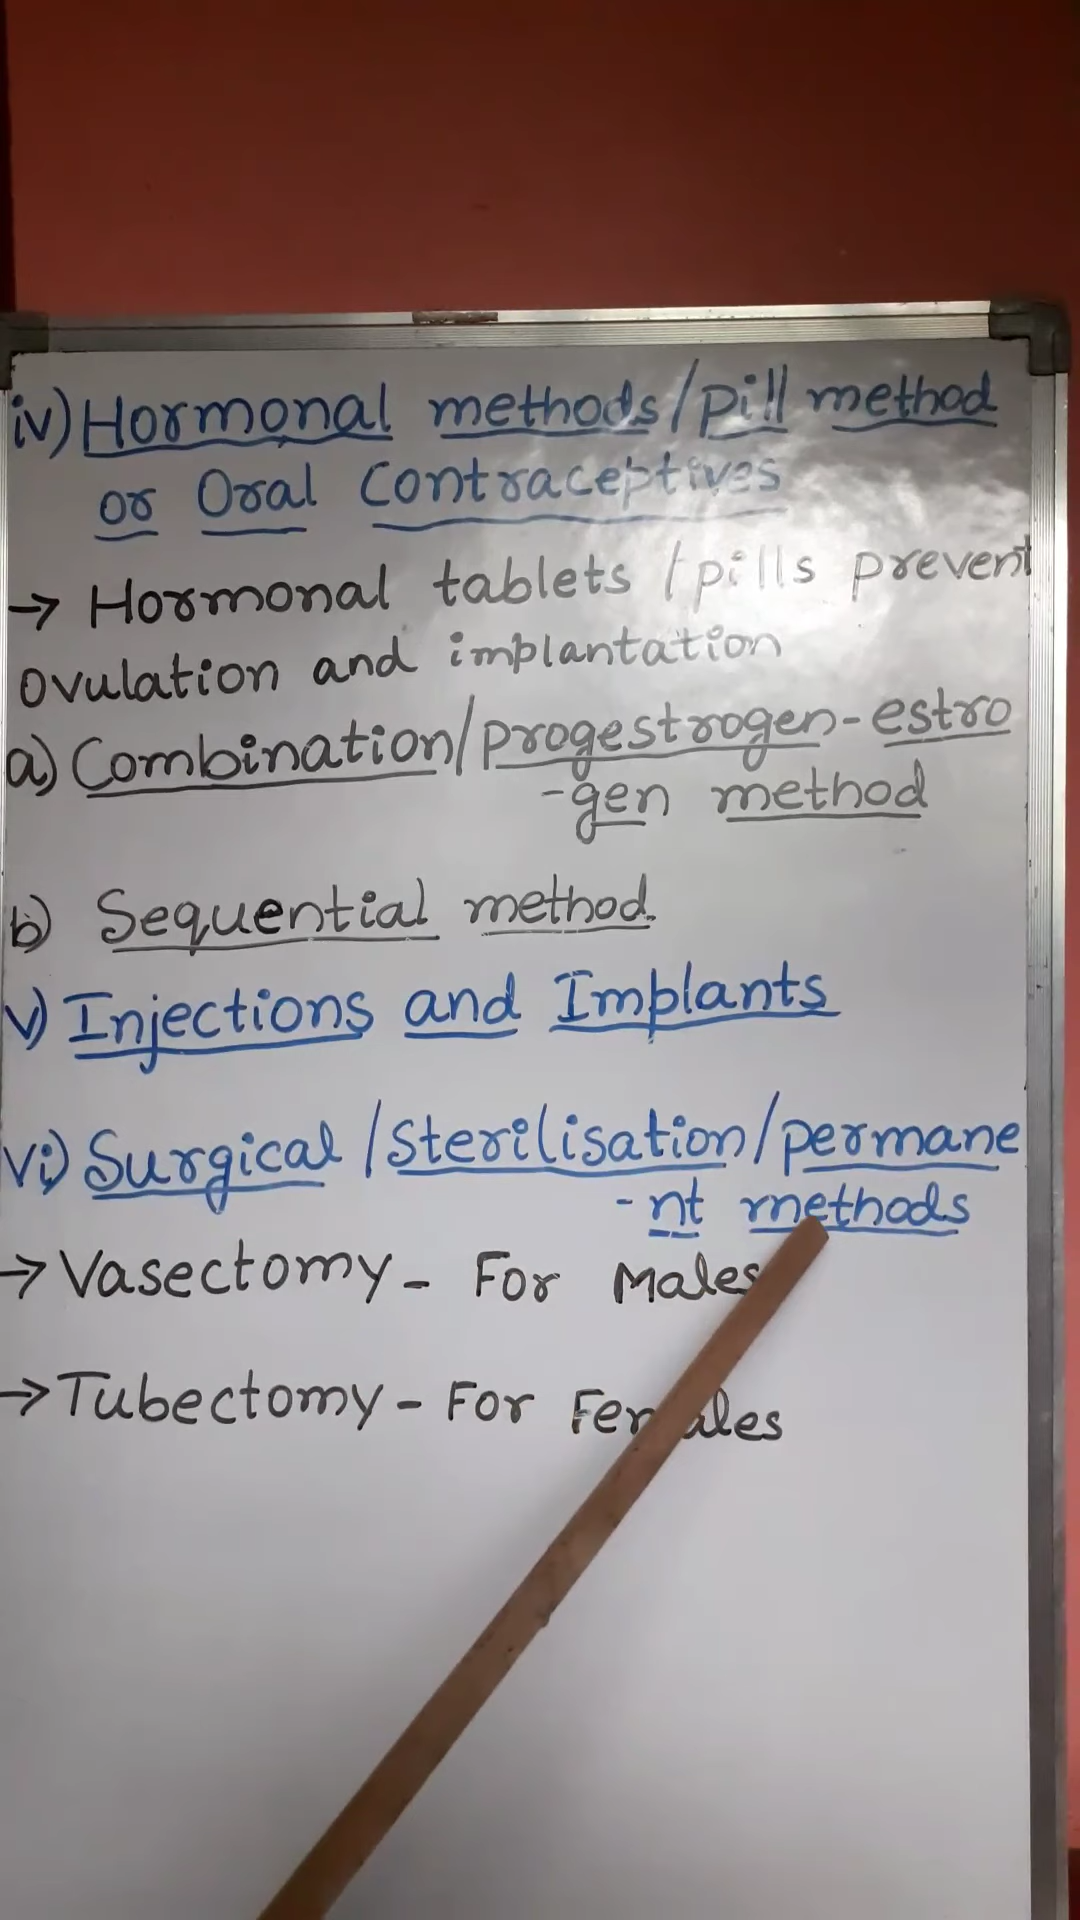 iv) Hormonal methods/pill method
or Oral Contraceptives
→ Hormonal tablets /pills prevent
ovulation and implantation
a) Combination/progestrogen-estro
-gen method
b) Sequential method.
v) Injections and Implants
vi) Surgical /Sterilisation/permane
-nt methods
→ Vasectomy - For Males
→ Tubectomy - For Females